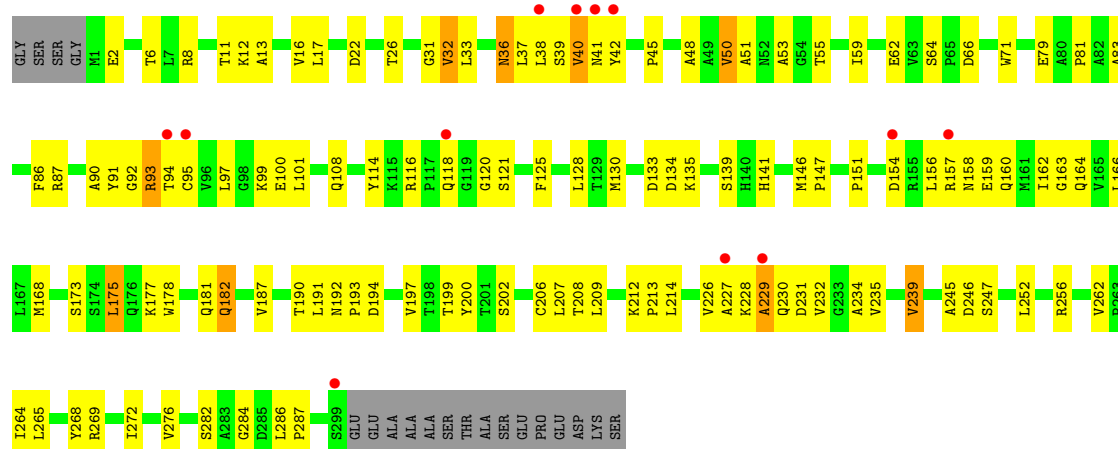 GLY SER SER GLY M1 E2 T6 L7 R8 T11 K12 A13 V16 L17 D22 T26 G31 V32 L33 N36 L37 L38 S39 V40 N41 Y42 P45 A48 A49 V50 A51 N52 A53 G54 T55 I59 E62 V63 S64 P65 D66 W71 E79 A80 P81 A82 A83
F86 R87 A90 Y91 G92 R93 T94 C95 V96 L97 G98 K99 E100 L101 Q108 Y114 K115 R116 P117 Q118 G119 G120 S121 F125 L128 T129 M130 D133 D134 K135 S139 H140 H141 M146 P147 P151 D154 R155 L156 R157 N158 E159 Q160 M161 I162 G163 Q164 V165 L166
L167 M168 S173 S174 L175 Q176 K177 W178 Q181 Q182 V187 T190 L191 N192 P193 D194 V197 T198 T199 Y200 T201 S202 C206 L207 T208 L209 K212 P213 L214 V226 A227 K228 A229 Q230 D231 V232 G233 A234 V235 V239 A245 D246 S247 L252 R256 V262
I264 L265 Y268 R269 I272 V276 S282 A283 G284 D285 L286 P287 S299 GLU GLU ALA ALA ALA SER THR ALA SER GLU PRO GLU ASP LYS SER